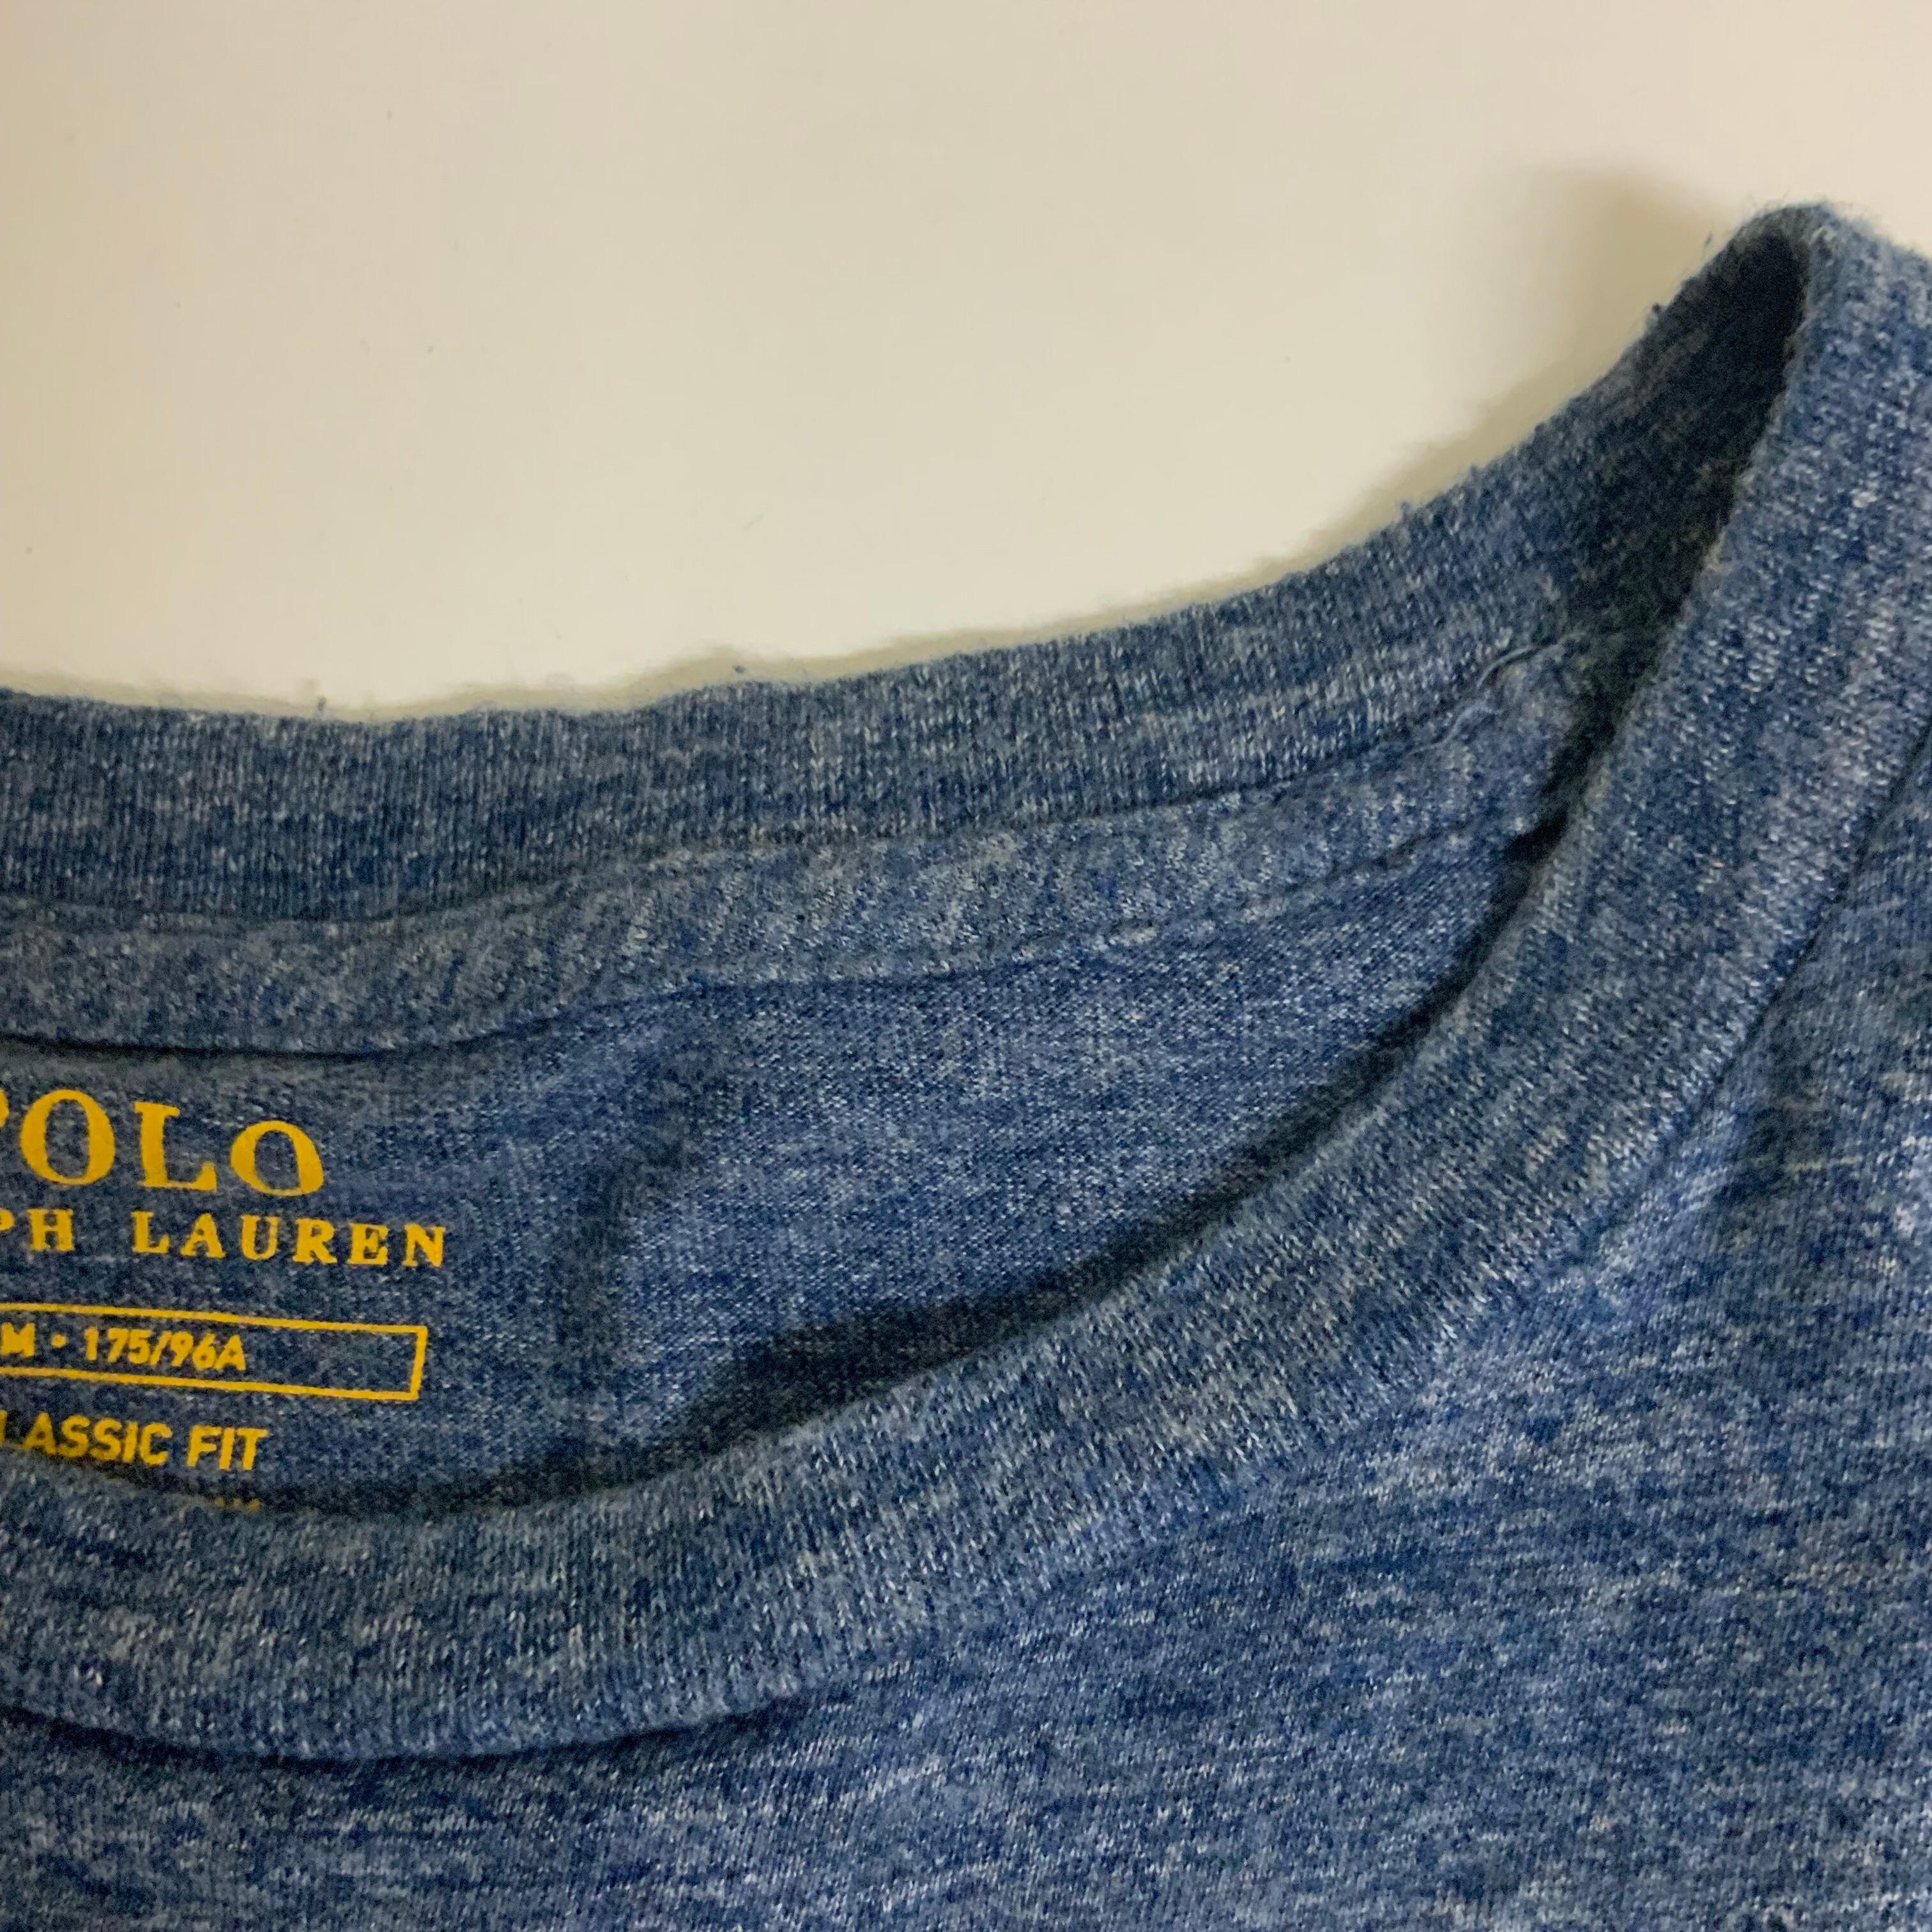 POLO
PH LAUREN
M • 175/96A
LASSIC FIT